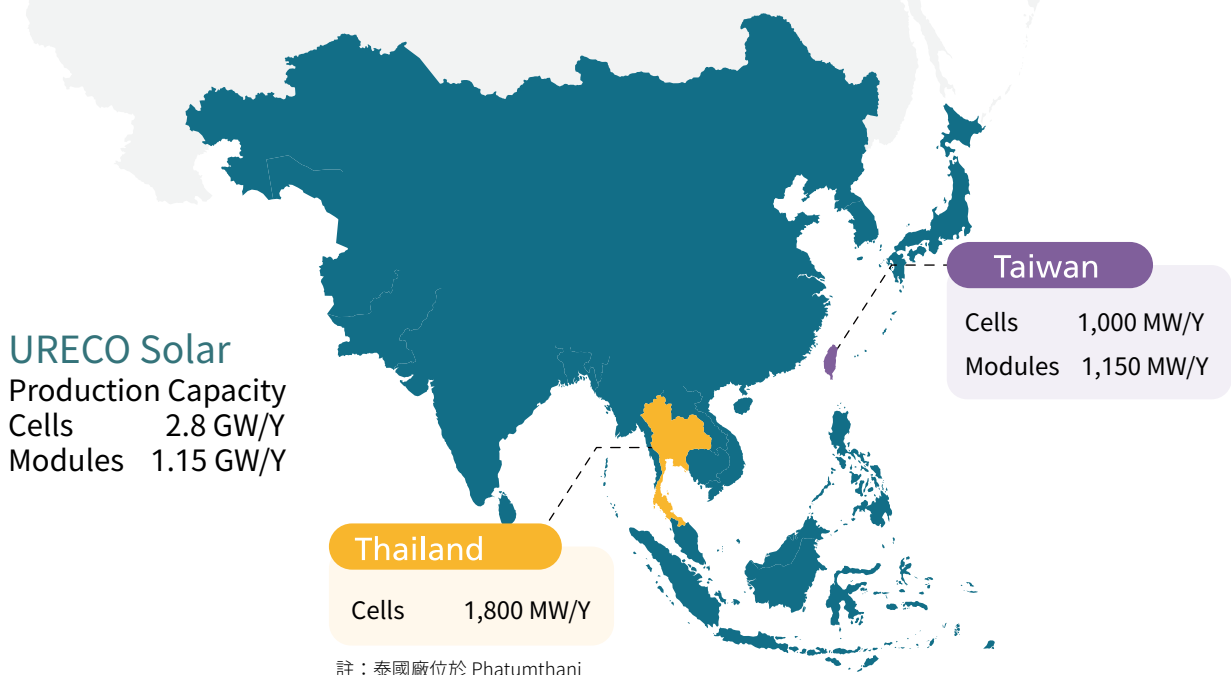 URECO Solar
Production Capacity
Cells 2.8 GW/Y
Modules 1.15 GW/Y
Taiwan
Cells 1,000 MW/Y
Modules 1,150 MW/Y
Thailand
Cells 1,800 MW/Y
註：泰國廠位於 Phatumthani